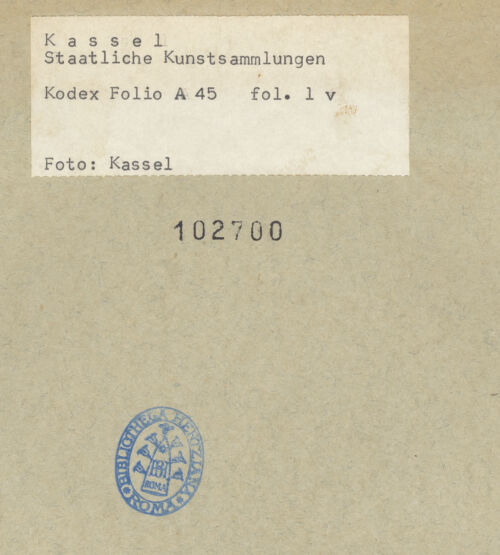 K a s s e l
Staatliche Kunstsammlungen
Kodex Folio A 45 fol. 1 v
Foto: Kassel
102700
BIBLIOTHECA HERTZIANA
ROMA
ROMA